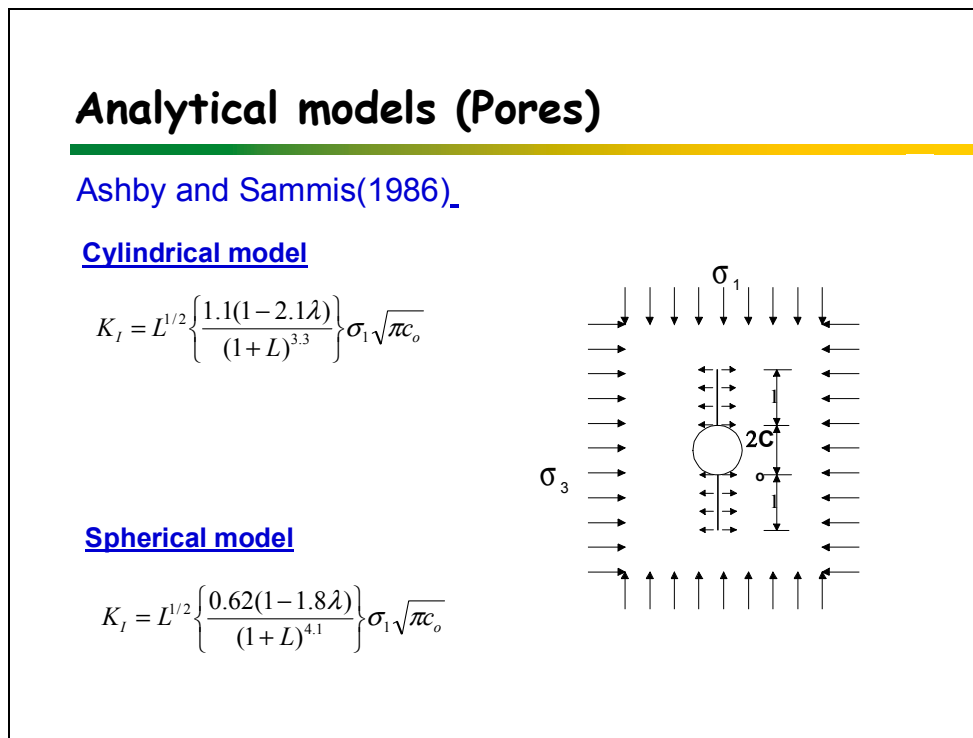 Analytical models (Pores)
Ashby and Sammis(1986)
Cylindrical model
K_I = L^{1/2} { 1.1(1 − 2.1λ) / (1 + L)^{3.3} } σ_1 √(πc_o)
σ_1
l
2C_o
σ_3
l
Spherical model
K_I = L^{1/2} { 0.62(1 − 1.8λ) / (1 + L)^{4.1} } σ_1 √(πc_o)